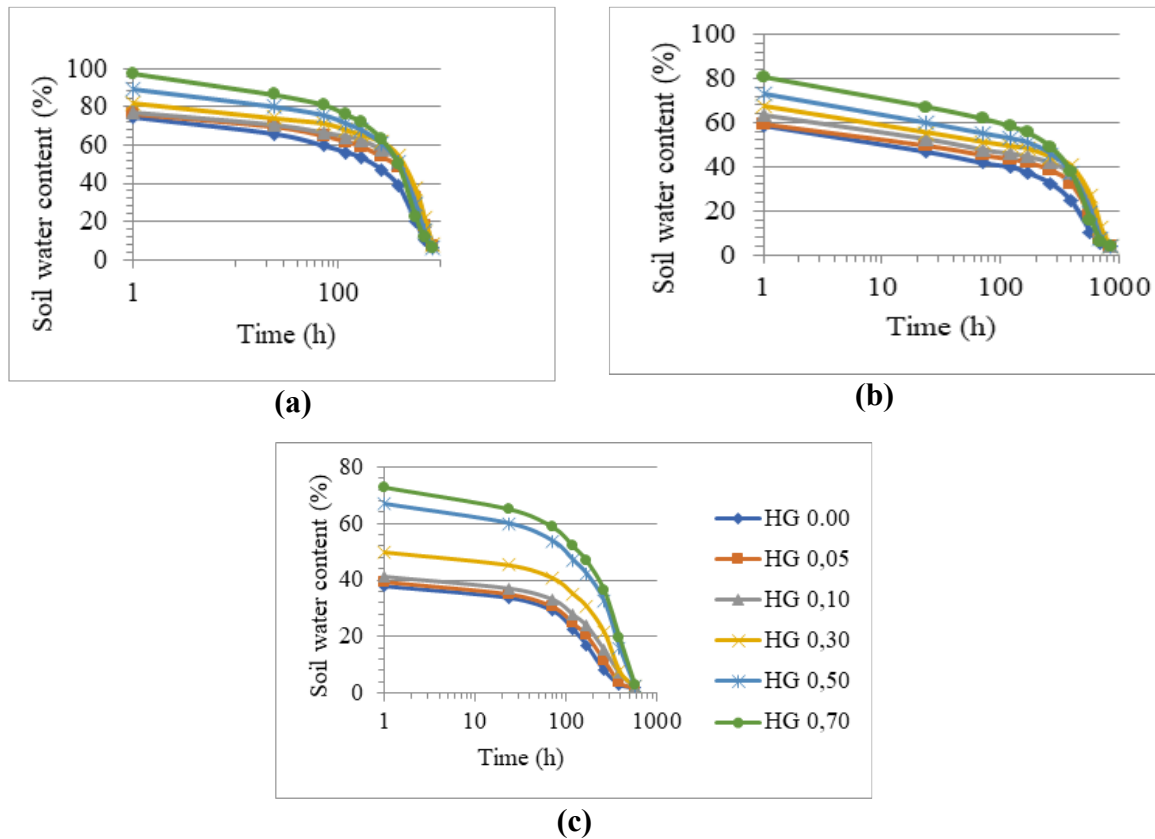 Soil water content (%)
100
80
60
40
20
0
1
100
Time (h)
(a)
Soil water content (%)
100
80
60
40
20
0
1
10
100
1000
Time (h)
(b)
Soil water content (%)
80
60
40
20
0
1
10
100
1000
Time (h)
HG 0.00
HG 0,05
HG 0,10
HG 0,30
HG 0,50
HG 0,70
(c)